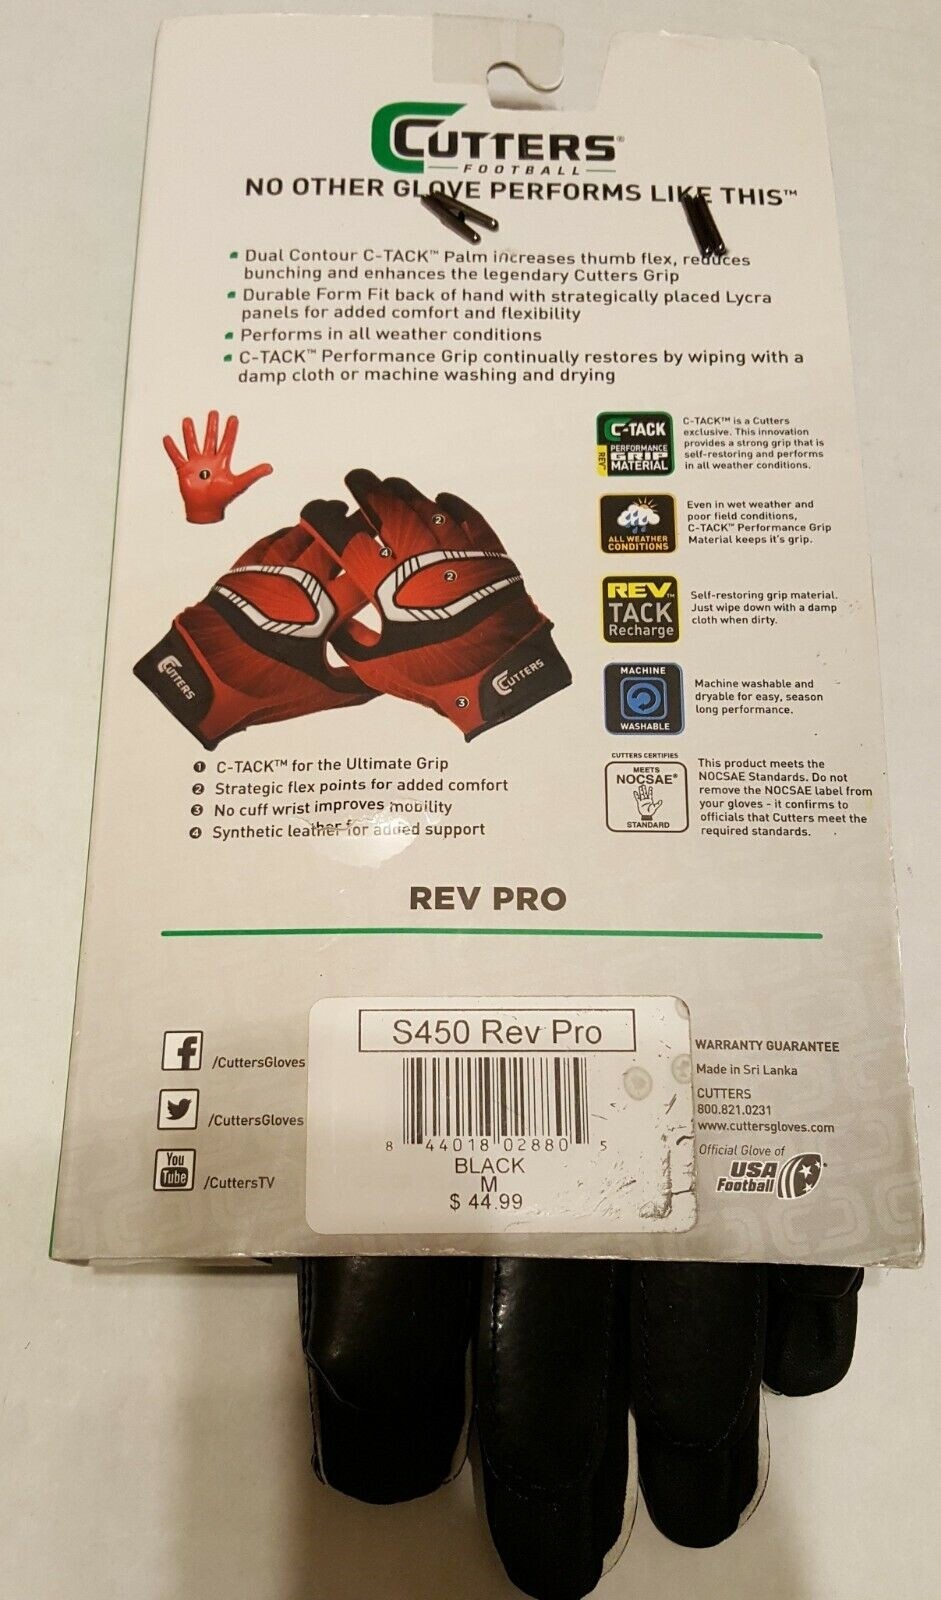 CUTTERS®
FOOTBALL
NO OTHER GLOVE PERFORMS LIKE THIS™
Dual Contour C-TACK™ Palm increases thumb flex, reduces
bunching and enhances the legendary Cutters Grip
Durable Form Fit back of hand with strategically placed Lycra
panels for added comfort and flexibility
Performs in all weather conditions
C-TACK™ Performance Grip continually restores by wiping with a
damp cloth or machine washing and drying
1
2
4
2
3
CUTTERS
CUTTERS
1 C-TACK™ for the Ultimate Grip
2 Strategic flex points for added comfort
3 No cuff wrist improves mobility
4 Synthetic leather for added support
C-TACK
REV PERFORMANCE
GRIP
MATERIAL
C-TACK™ is a Cutters
exclusive. This innovation
provides a strong grip that is
self-restoring and performs
in all weather conditions.
ALL WEATHER
CONDITIONS
Even in wet weather and
poor field conditions,
C-TACK™ Performance Grip
Material keeps it's grip.
REV™
TACK
Recharge
Self-restoring grip material.
Just wipe down with a damp
cloth when dirty.
MACHINE
WASHABLE
Machine washable and
dryable for easy, season
long performance.
CUTTERS CERTIFIES
MEETS
NOCSAE®
STANDARD
This product meets the
NOCSAE Standards. Do not
remove the NOCSAE label from
your gloves - it confirms to
officials that Cutters meet the
required standards.
REV PRO
f /CuttersGloves
/CuttersGloves
You
Tube /CuttersTV
S450 Rev Pro
8 44018 02880 5
BLACK
M
$ 44.99
WARRANTY GUARANTEE
Made in Sri Lanka
CUTTERS
800.821.0231
www.cuttersgloves.com
Official Glove of
USA
Football